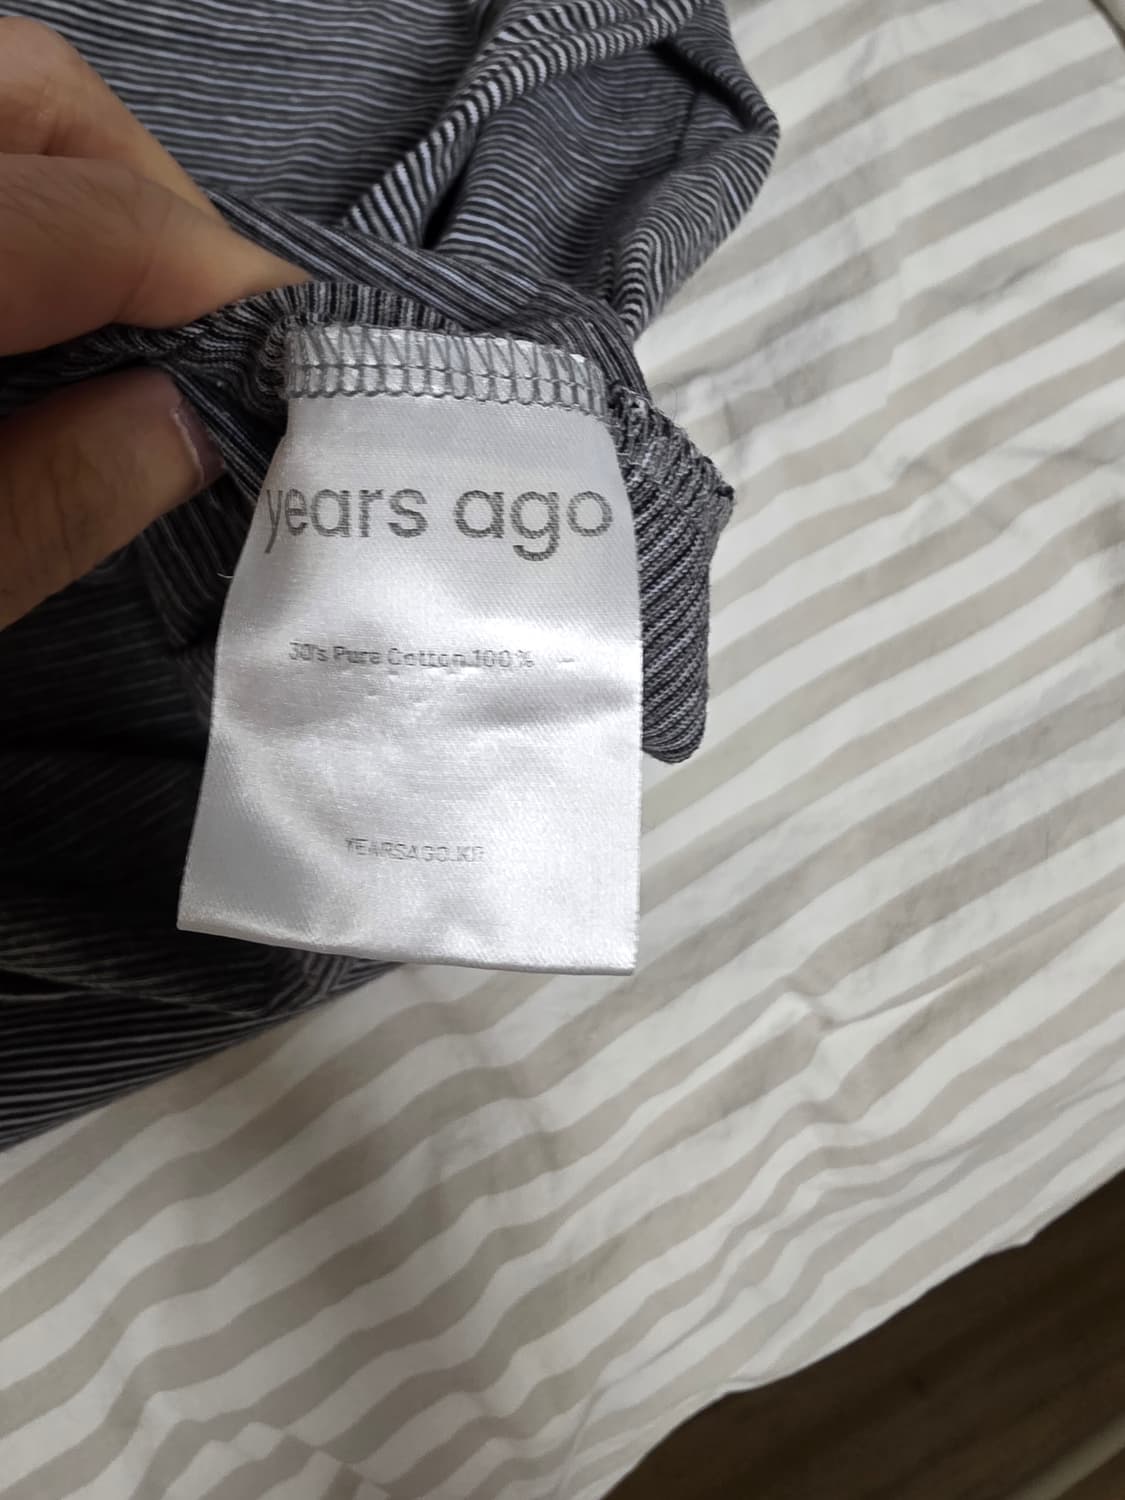 years ago
30's Pure Cotton 100%
YEARSAGO.KR